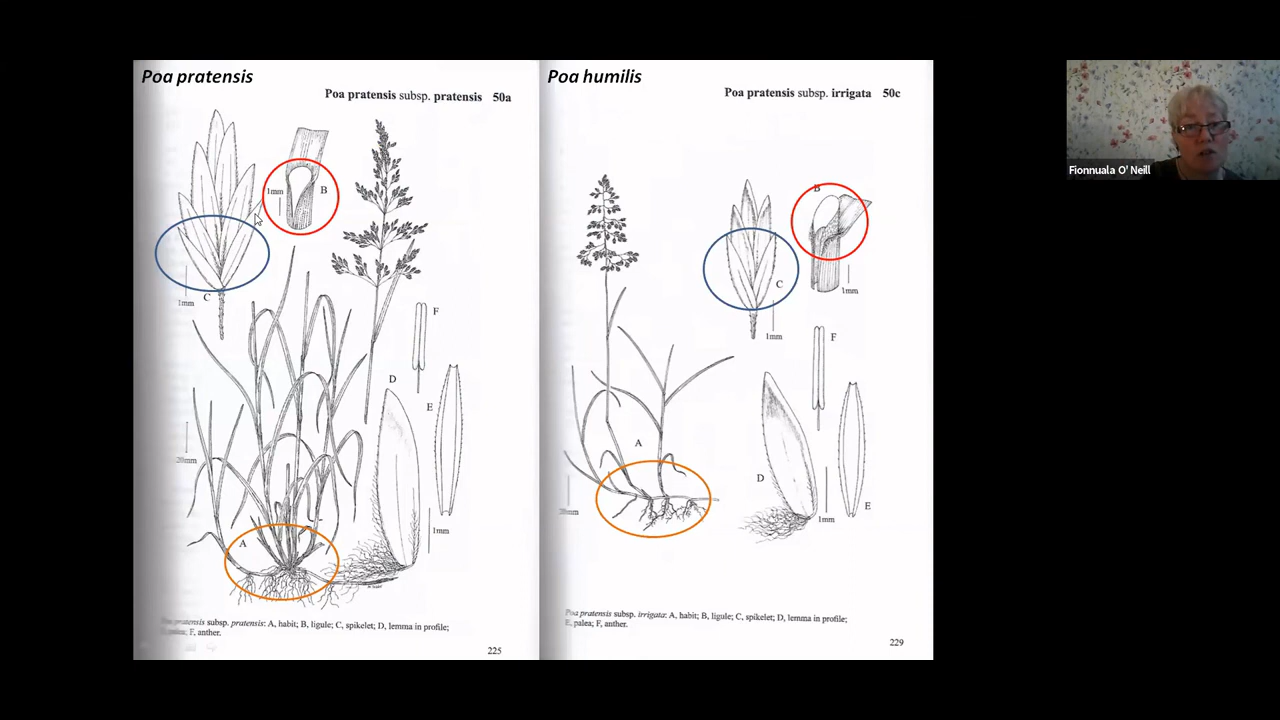 Poa pratensis
Poa pratensis subsp. pratensis 50a
B
1mm
C
1mm
F
D
E
20mm
A
1mm
pratensis subsp. pratensis: A, habit; B, ligule; C, spikelet; D, lemma in profile;
F, anther.
225
Poa humilis
Poa pratensis subsp. irrigata 50c
B
C
1mm
1mm
F
A
D
1mm
E
Poa pratensis subsp. irrigata: A, habit; B, ligule; C, spikelet; D, lemma in profile;
E, palea; F, anther.
229
Fionnuala O' Neill